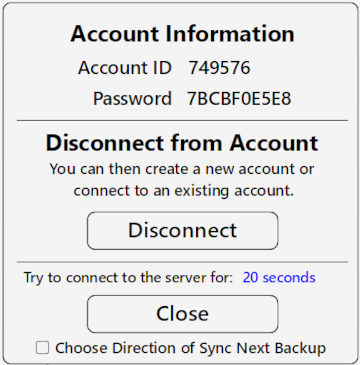 Account Information
Account ID 749576
Password 7BCBF0E5E8
Disconnect from Account
You can then create a new account or
connect to an existing account.
Disconnect
Try to connect to the server for: 20 seconds
Close
Choose Direction of Sync Next Backup